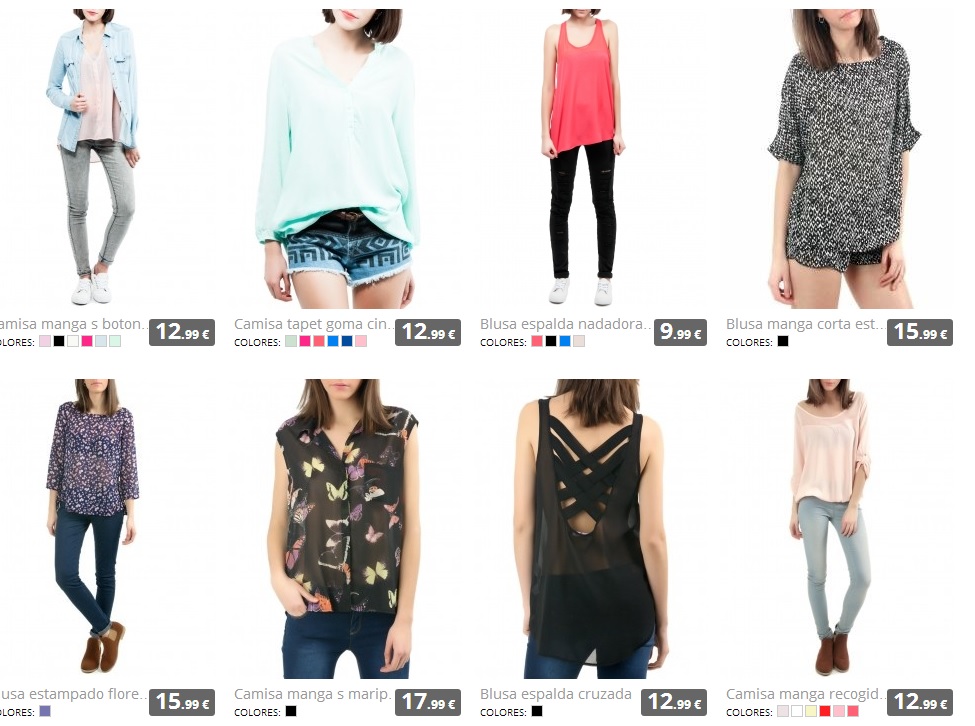 amisa manga s boton... 12.99 €
OLORES:
Camisa tapet goma cin... 12.99 €
COLORES:
Blusa espalda nadadora... 9.99 €
COLORES:
Blusa manga corta est... 15.99 €
COLORES:
lusa estampado flore... 15.99 €
OLORES:
Camisa manga s marip... 17.99 €
COLORES:
Blusa espalda cruzada 12.99 €
COLORES:
Camisa manga recogid... 12.99 €
COLORES: